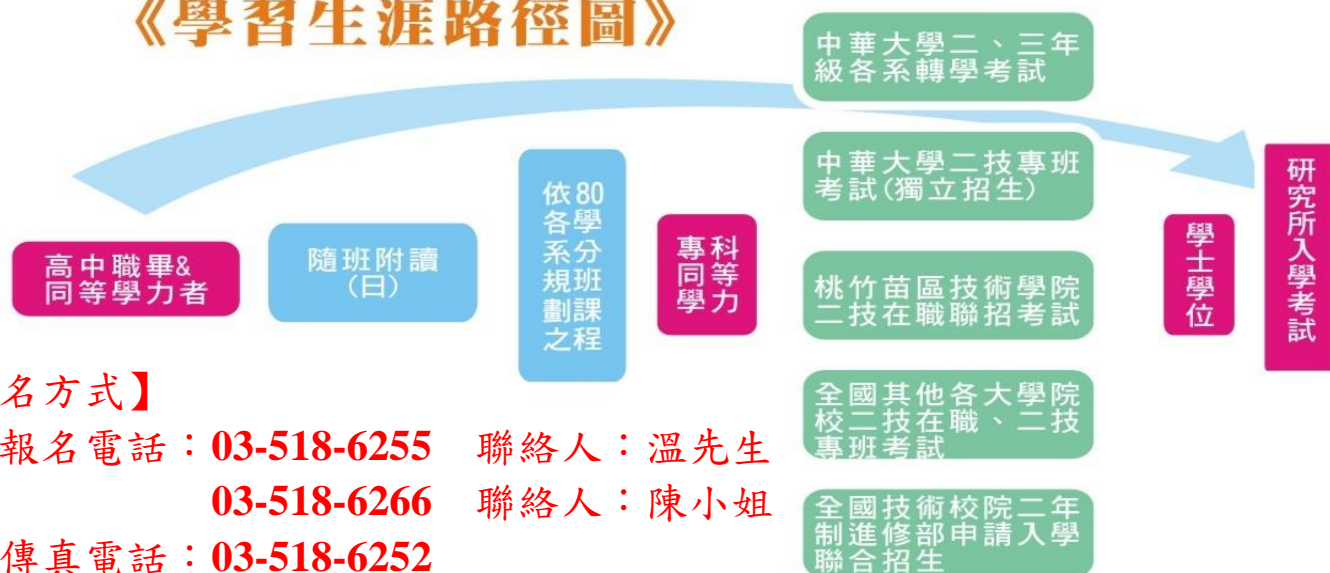 《學習生涯路徑圖》
高中職畢&
同等學力者
隨班附讀
(日)
80學分班課程
依各系規劃之
專科
同等
學力
中華大學二、三年
級各系轉學考試
中華大學二技專班
考試(獨立招生)
桃竹苗區技術學院
二技在職聯招考試
全國其他各大學院
校二技在職、二技
專班考試
全國技術校院二年
制進修部申請入學
聯合招生
學士學位
研究所入學考試
名方式】
報名電話：03-518-6255 聯絡人：溫先生
03-518-6266 聯絡人：陳小姐
傳真電話：03-518-6252